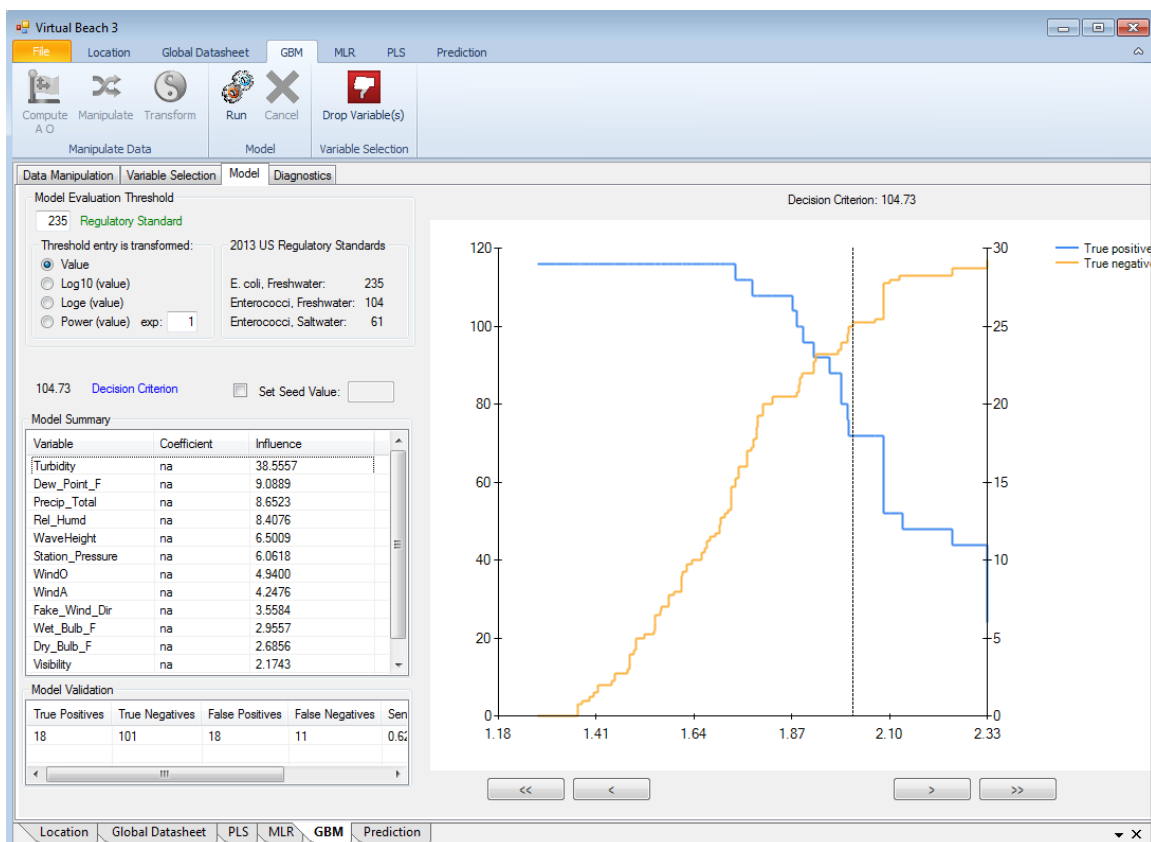 Virtual Beach 3
File Location Global Datasheet GBM MLR PLS Prediction
Compute A O Manipulate Transform Run Cancel Drop Variable(s)
Manipulate Data Model Variable Selection
Data Manipulation Variable Selection Model Diagnostics
Model Evaluation Threshold
235 Regulatory Standard
Threshold entry is transformed:
Value
Log10 (value)
Loge (value)
Power (value) exp: 1
2013 US Regulatory Standards
E. coli, Freshwater: 235
Enterococci, Freshwater: 104
Enterococci, Saltwater: 61
104.73 Decision Criterion Set Seed Value:
Model Summary
Variable Coefficient Influence
Turbidity na 38.5557
Dew_Point_F na 9.0889
Precip_Total na 8.6523
Rel_Humd na 8.4076
WaveHeight na 6.5009
Station_Pressure na 6.0618
WindO na 4.9400
WindA na 4.2476
Fake_Wind_Dir na 3.5584
Wet_Bulb_F na 2.9557
Dry_Bulb_F na 2.6856
Visibility na 2.1743
Model Validation
True Positives True Negatives False Positives False Negatives Sen
18 101 18 11 0.62
Decision Criterion: 104.73
True positive
True negative
120 30
100 25
80 20
60 15
40 10
20 5
0 0
1.18 1.41 1.64 1.87 2.10 2.33
<< < > >>
Location Global Datasheet PLS MLR GBM Prediction